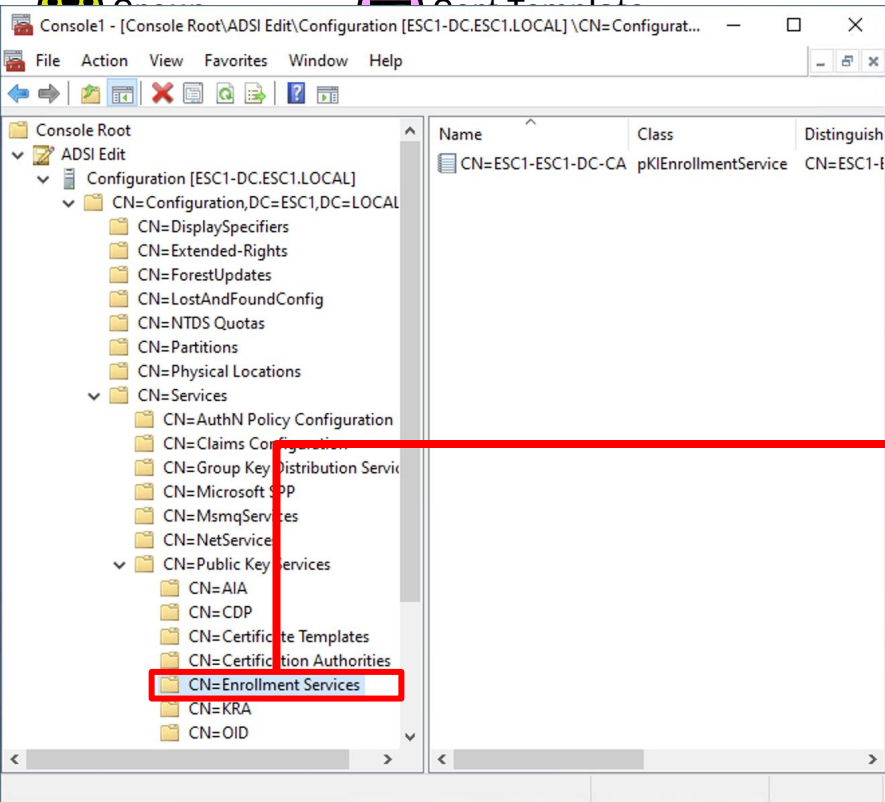 Group
Cert Template
Console1 - [Console Root\ADSI Edit\Configuration [ESC1-DC.ESC1.LOCAL] \CN=Configurat...
File Action View Favorites Window Help
Console Root
ADSI Edit
Configuration [ESC1-DC.ESC1.LOCAL]
CN=Configuration,DC=ESC1,DC=LOCAL
CN=DisplaySpecifiers
CN=Extended-Rights
CN=ForestUpdates
CN=LostAndFoundConfig
CN=NTDS Quotas
CN=Partitions
CN=Physical Locations
CN=Services
CN=AuthN Policy Configuration
CN=Claims Configuration
CN=Group Key Distribution Servic
CN=Microsoft SPP
CN=MsmqServices
CN=NetServices
CN=Public Key Services
CN=AIA
CN=CDP
CN=Certificate Templates
CN=Certification Authorities
CN=Enrollment Services
CN=KRA
CN=OID
Name Class Distinguish
CN=ESC1-ESC1-DC-CA pKIEnrollmentService CN=ESC1-E